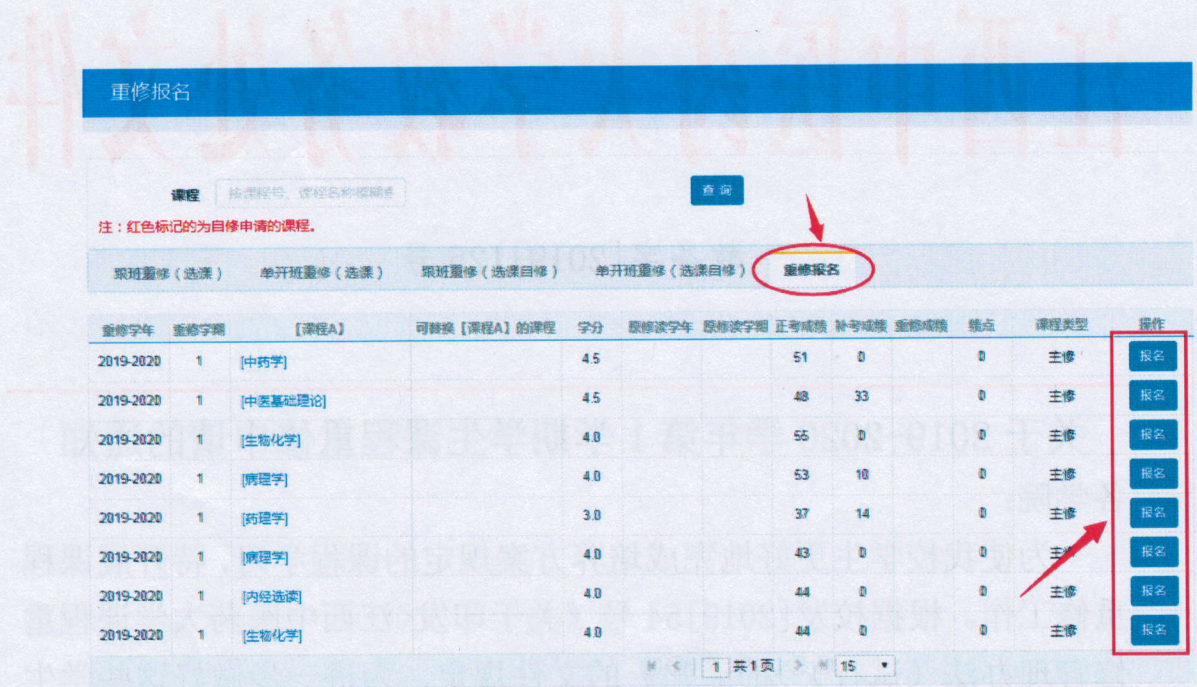 重修报名
课程 按课程号、课程名称模糊查 查 询
注：红色标记的为自修申请的课程。
跟班重修（选课） 单开班重修（选课） 跟班重修（选课自修） 单开班重修（选课自修） 重修报名
重修学年 重修学期 【课程A】 可替换【课程A】的课程 学分 原修读学年 原修读学期 正考成绩 补考成绩 重修成绩 绩点 课程类型 操作
2019-2020 1 [中药学] 4.5 51 0 0 主修 报名
2019-2020 1 [中医基础理论] 4.5 48 33 0 主修 报名
2019-2020 1 [生物化学] 4.0 55 0 0 主修 报名
2019-2020 1 [病理学] 4.0 53 10 0 主修 报名
2019-2020 1 [药理学] 3.0 37 14 0 主修 报名
2019-2020 1 [病理学] 4.0 43 0 0 主修 报名
2019-2020 1 [内经选读] 4.0 44 0 0 主修 报名
2019-2020 1 [生物化学] 4.0 44 0 0 主修 报名
1 共1页 15